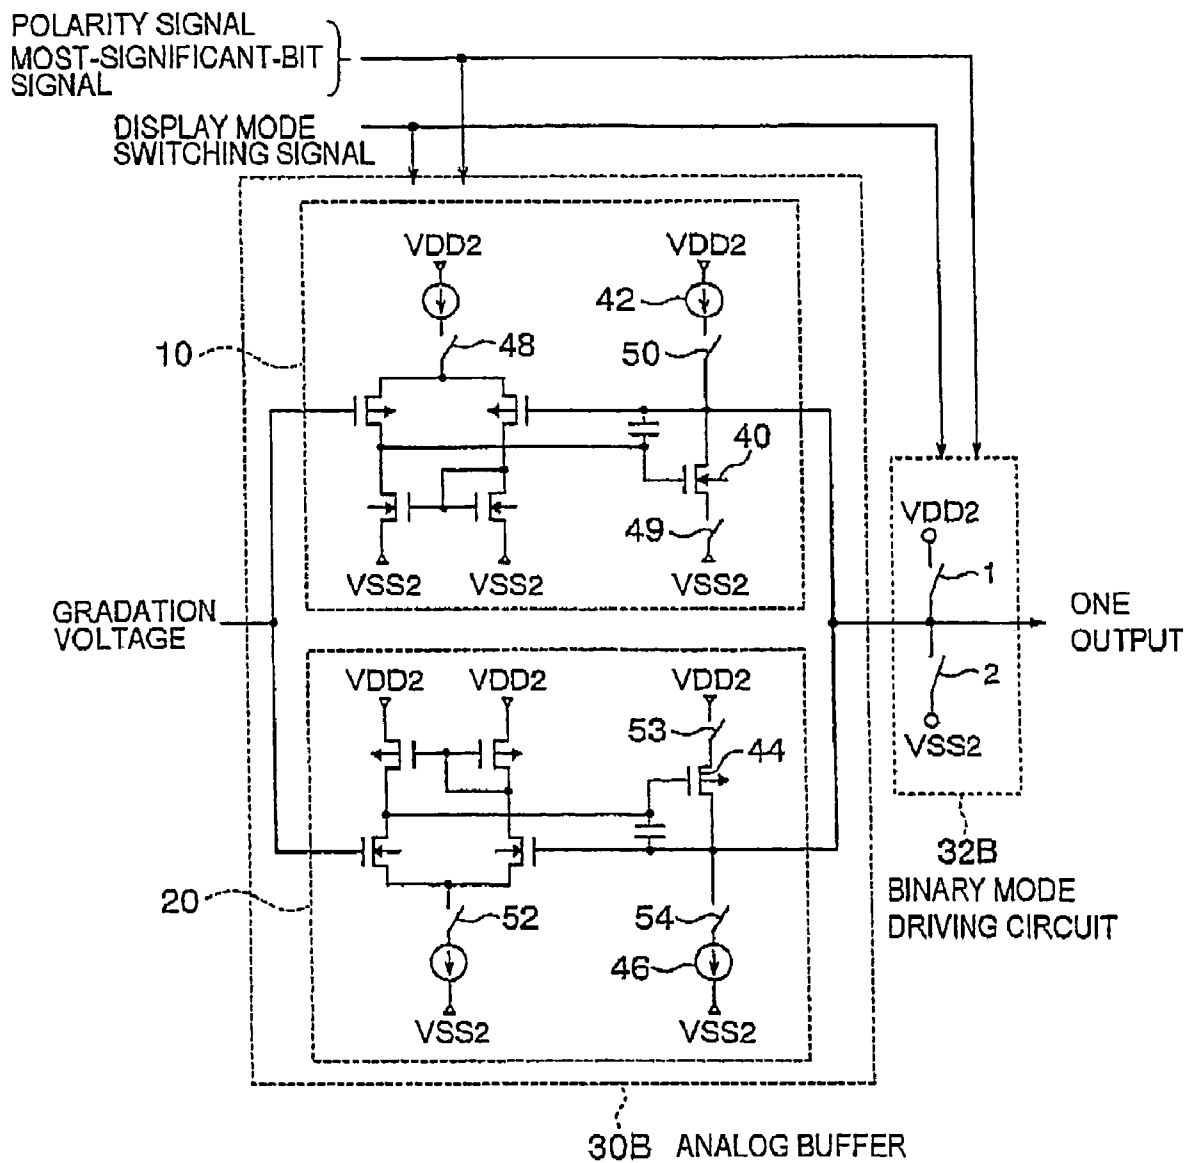 POLARITY SIGNAL
MOST-SIGNIFICANT-BIT
SIGNAL
DISPLAY MODE
SWITCHING SIGNAL
VDD2
VDD2
42
48
50
10
40
49
VSS2
VSS2
VSS2
VDD2
1
GRADATION
VOLTAGE
ONE
OUTPUT
2
VSS2
VDD2
VDD2
VDD2
53
44
32B
BINARY MODE
DRIVING CIRCUIT
20
52
54
46
VSS2
VSS2
30B ANALOG BUFFER